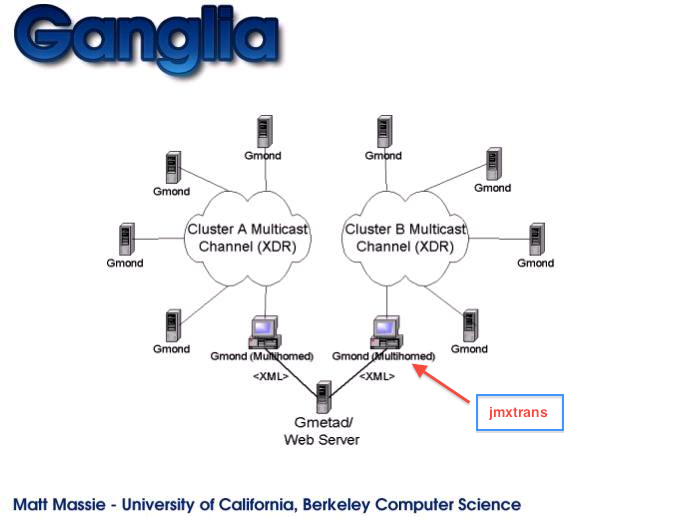 Ganglia
Gmond
Gmond
Gmond
Gmond
Cluster A Multicast
Channel (XDR)
Cluster B Multicast
Channel (XDR)
Gmond
Gmond
Gmond
Gmond
Gmond (Multihomed)
Gmond (Multihomed)
<XML>
<XML>
jmxtrans
Gmetad/
Web Server
Matt Massie - University of California, Berkeley Computer Science